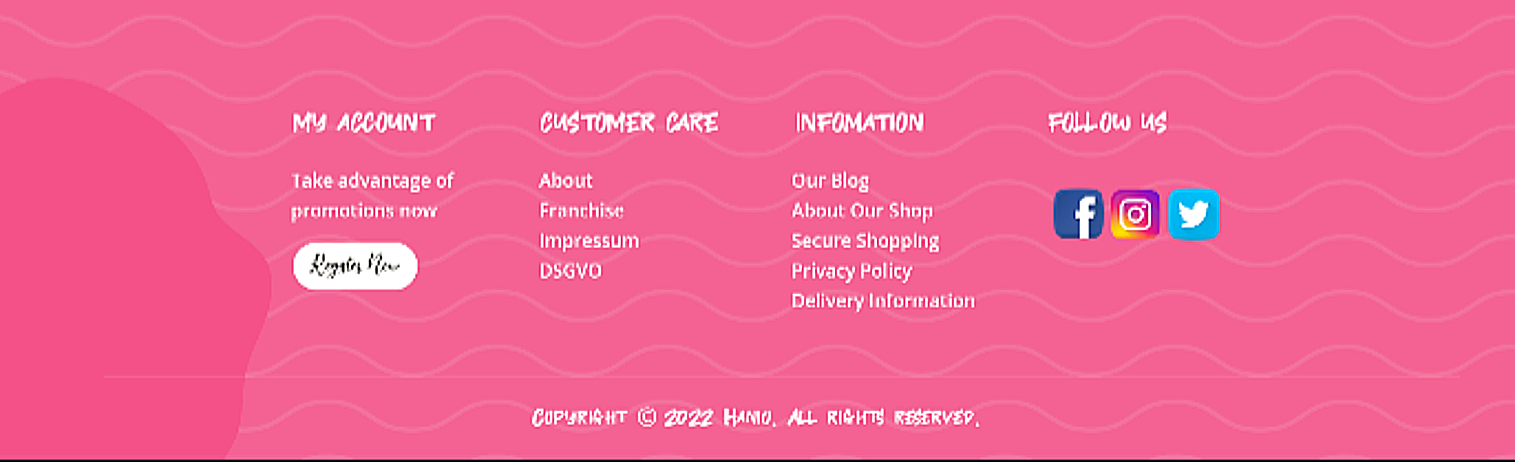 MY ACCOUNT
Take advantage of
promotions now
Register Now
CUSTOMER CARE
About
Franchise
Impressum
DSGVO
INFOMATION
Our Blog
About Our Shop
Secure Shopping
Privacy Policy
Delivery Information
FOLLOW US
COPYRIGHT © 2022 HANIO. ALL RIGHTS RESERVED.